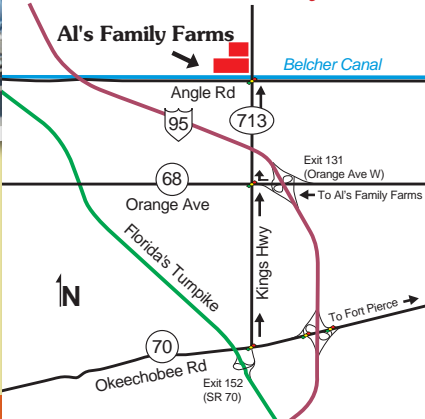 Al's Family Farms
Belcher Canal
Angle Rd
95
713
Exit 131
(Orange Ave W)
68
To Al's Family Farms
Orange Ave
Florida's Turnpike
Kings Hwy
N
To Fort Pierce
70
Okeechobee Rd
Exit 152
(SR 70)